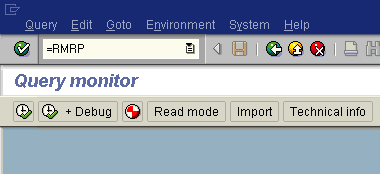 Query Edit Goto Environment System Help
=RMRP
Query monitor
+ Debug Read mode Import Technical info